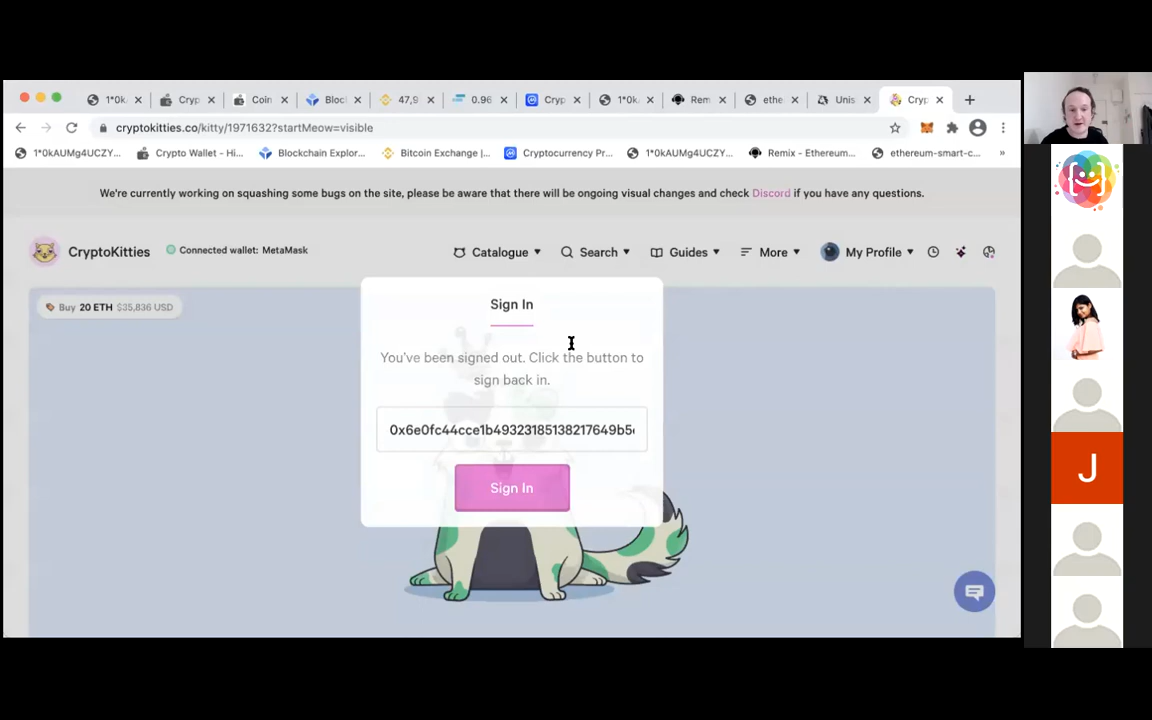 1*0k.
Cryp
Coin
Bloc
47,9
0.96
Cryp
1*0k.
Rem
ethe
Unis
Cryp
cryptokitties.co/kitty/1971632?startMeow=visible
1*0kAUMg4UCZY...
Crypto Wallet - Hi...
Blockchain Explor...
Bitcoin Exchange |...
Cryptocurrency Pr...
1*0kAUMg4UCZY...
Remix - Ethereum...
ethereum-smart-c...
»
We're currently working on squashing some bugs on the site, please be aware that there will be ongoing visual changes and check Discord if you have any questions.
CryptoKitties
Connected wallet: MetaMask
Catalogue
Search
Guides
More
My Profile
Buy 20 ETH $35,836 USD
Sign In
You've been signed out. Click the button to
sign back in.
0x6e0fc44cce1b49323185138217649b5
Sign In
J